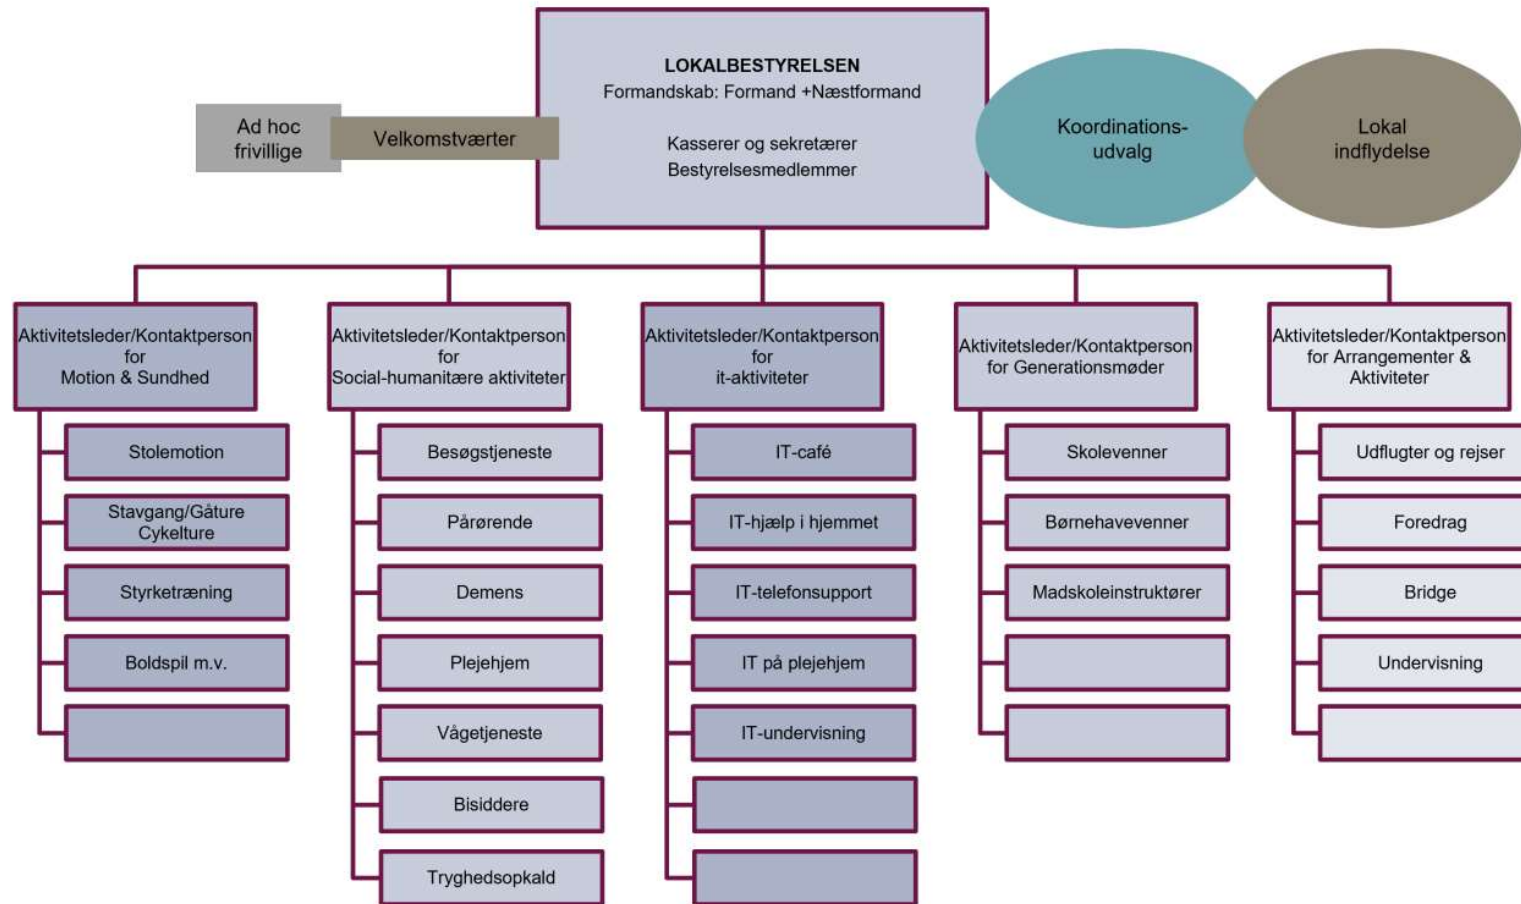 LOKALBESTYRELSEN
Formandskab: Formand +Næstformand
Kasserer og sekretærer
Bestyrelsesmedlemmer
Ad hoc
frivillige
Velkomstværter
Koordinations-
udvalg
Lokal
indflydelse
Aktivitetsleder/Kontaktperson
for
Motion & Sundhed
Stolemotion
Stavgang/Gåture
Cykelture
Styrketræning
Boldspil m.v.
Aktivitetsleder/Kontaktperson
for
Social-humanitære aktiviteter
Besøgstjeneste
Pårørende
Demens
Plejehjem
Vågetjeneste
Bisiddere
Tryghedsopkald
Aktivitetsleder/Kontaktperson
for
it-aktiviteter
IT-café
IT-hjælp i hjemmet
IT-telefonsupport
IT på plejehjem
IT-undervisning
Aktivitetsleder/Kontaktperson
for Generationsmøder
Skolevenner
Børnehavevenner
Madskoleinstruktører
Aktivitetsleder/Kontaktperson
for Arrangementer &
Aktiviteter
Udflugter og rejser
Foredrag
Bridge
Undervisning